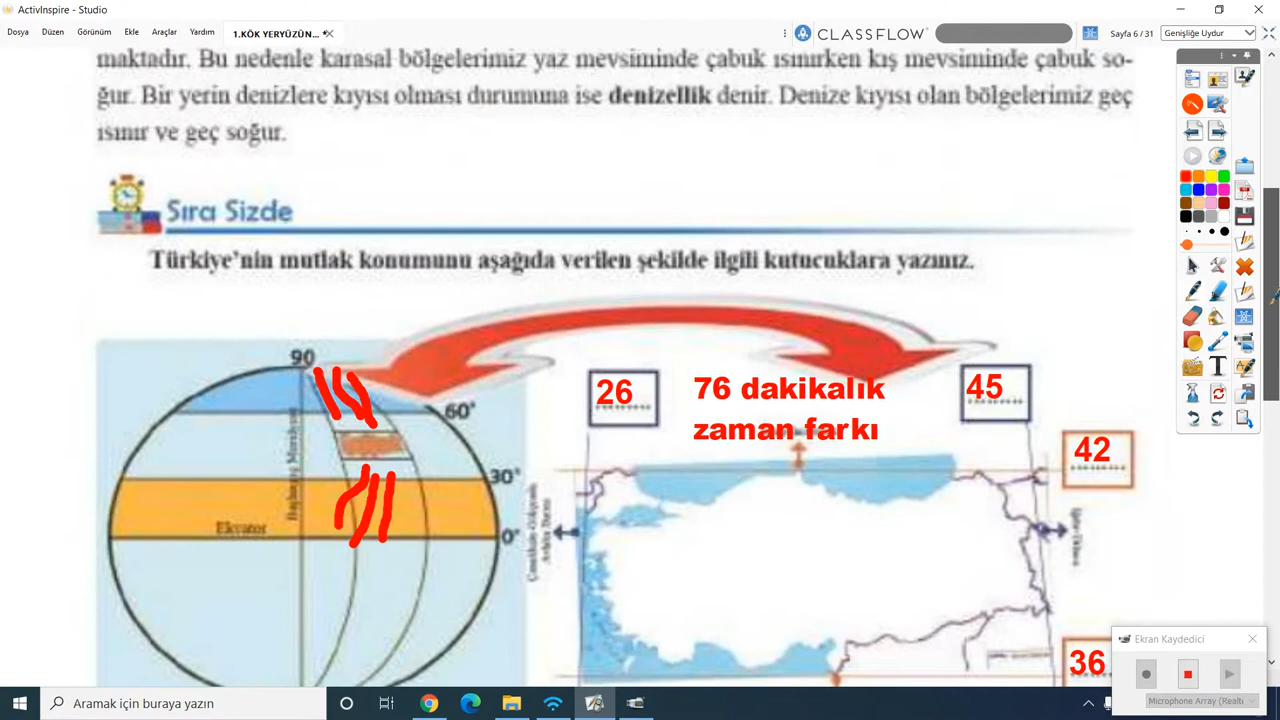 ActivInspire - Studio
Dosya Düzen Görünüm Ekle Araçlar Yardım
1.KÖK YERYÜZÜN...
CLASSFLOW
Sayfa 6 / 31
Genişliğe Uydur
maktadır. Bu nedenle karasal bölgelerimiz yaz mevsiminde çabuk ısınırken kış mevsiminde çabuk so-
ğur. Bir yerin denizlere kıyısı olması durumuna ise denizellik denir. Denize kıyısı olan bölgelerimiz geç
ısınır ve geç soğur.
Sıra Sizde
Türkiye'nin mutlak konumunu aşağıda verilen şekilde ilgili kutucuklara yazınız.
90
60°
30°
0°
Başlangıç Meridyeni
Ekvator
26
76 dakikalık
zaman farkı
45
42
36
Ekran Kaydedici
Microphone Array (Realt
Aramak için buraya yazın